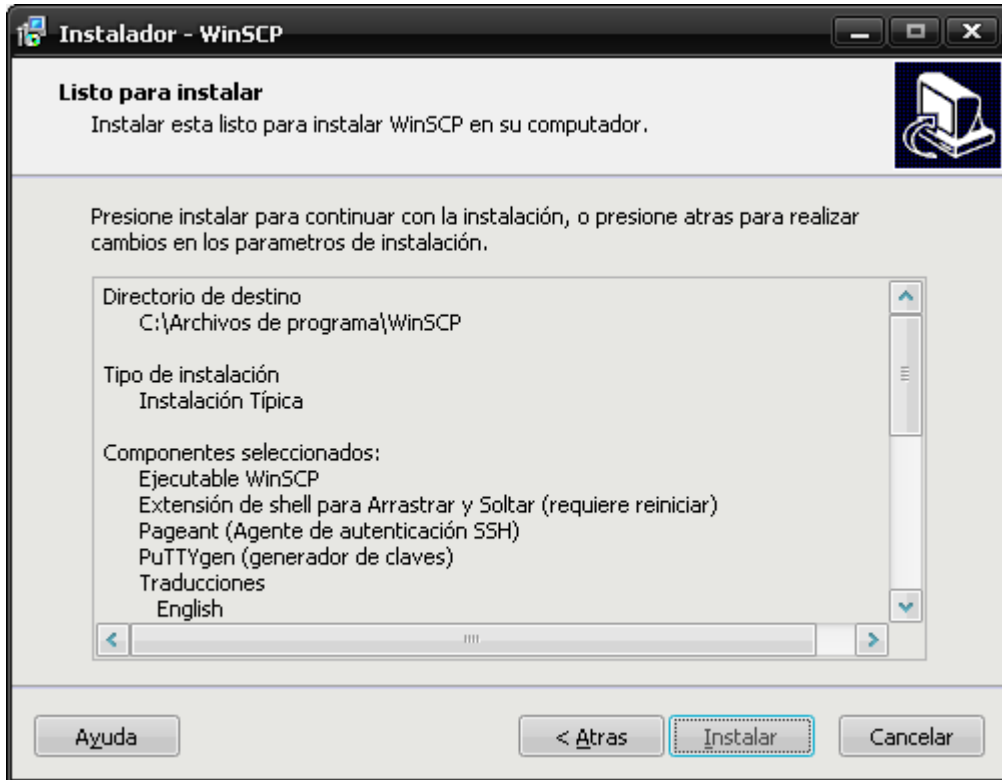 Instalador - WinSCP
Listo para instalar
Instalar esta listo para instalar WinSCP en su computador.
Presione instalar para continuar con la instalación, o presione atras para realizar
cambios en los parametros de instalación.
Directorio de destino
C:\Archivos de programa\WinSCP
Tipo de instalación
Instalación Típica
Componentes seleccionados:
Ejecutable WinSCP
Extensión de shell para Arrastrar y Soltar (requiere reiniciar)
Pageant (Agente de autenticación SSH)
PuTTYgen (generador de claves)
Traducciones
English
Ayuda
< Atras
Instalar
Cancelar